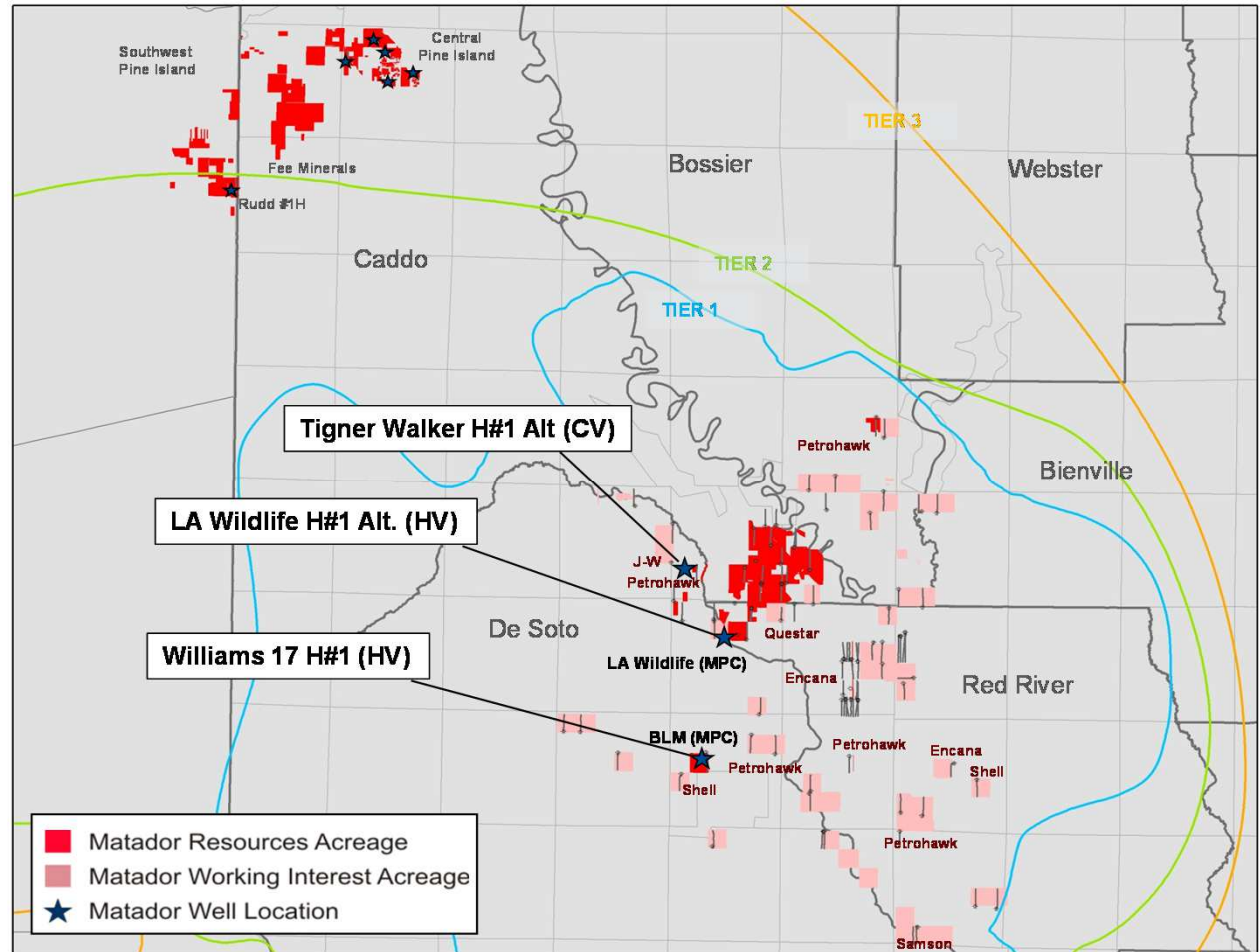 Southwest
Pine Island
Central
Pine Island
Fee Minerals
Rudd #1H
Caddo
Bossier
Webster
TIER 3
TIER 2
TIER 1
Tigner Walker H#1 Alt (CV)
Petrohawk
Bienville
LA Wildlife H#1 Alt. (HV)
J-W
Petrohawk
De Soto
Questar
Williams 17 H#1 (HV)
LA Wildlife (MPC)
Encana
Red River
BLM (MPC)
Petrohawk
Petrohawk
Encana
Shell
Shell
Petrohawk
Samson
Matador Resources Acreage
Matador Working Interest Acreage
Matador Well Location